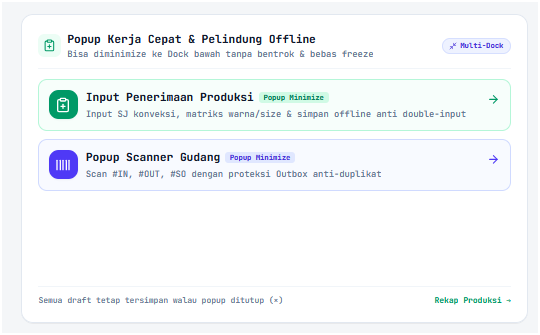 Popup Kerja Cepat & Pelindung Offline
Bisa diminimize ke Dock bawah tanpa bentrok & bebas freeze
Multi-Dock
Input Penerimaan Produksi Popup Minimize
Input SJ konveksi, matriks warna/size & simpan offline anti double-input
Popup Scanner Gudang Popup Minimize
Scan #IN, #OUT, #SO dengan proteksi Outbox anti-duplikat
Semua draft tetap tersimpan walau popup ditutup (×)
Rekap Produksi →